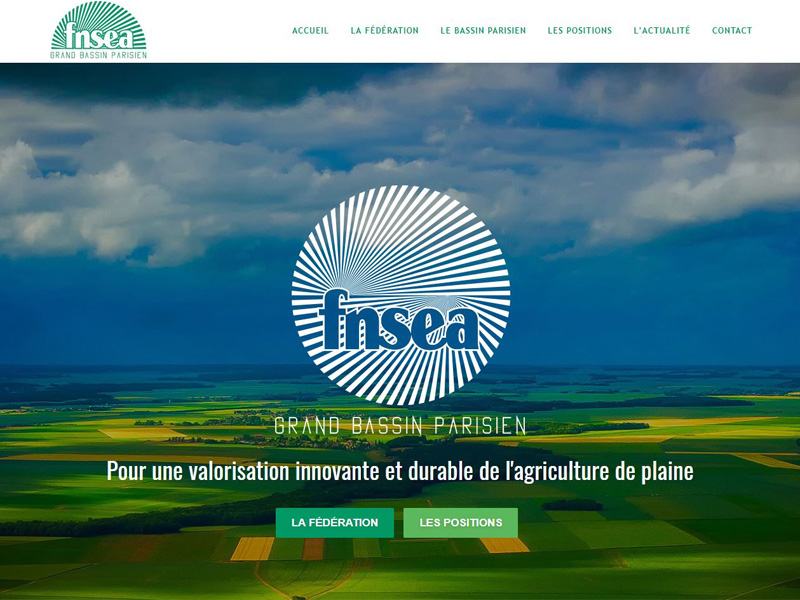 fnsea
GRAND BASSIN PARISIEN
ACCUEIL LA FÉDÉRATION LE BASSIN PARISIEN LES POSITIONS L'ACTUALITÉ CONTACT
fnsea
GRAND BASSIN PARISIEN
Pour une valorisation innovante et durable de l'agriculture de plaine
LA FÉDÉRATION LES POSITIONS